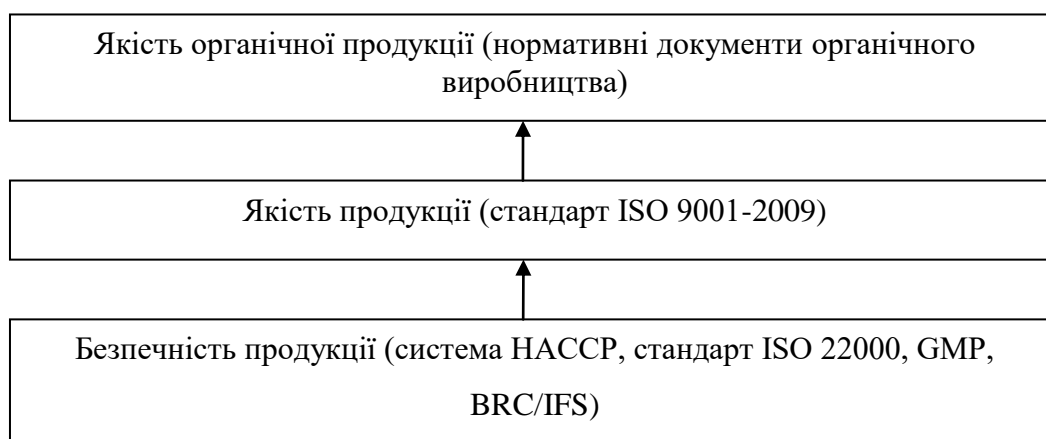 Якість органічної продукції (нормативні документи органічного
виробництва)
Якість продукції (стандарт ISO 9001-2009)
Безпечність продукції (система НАССР, стандарт ISO 22000, GMP,
BRC/IFS)